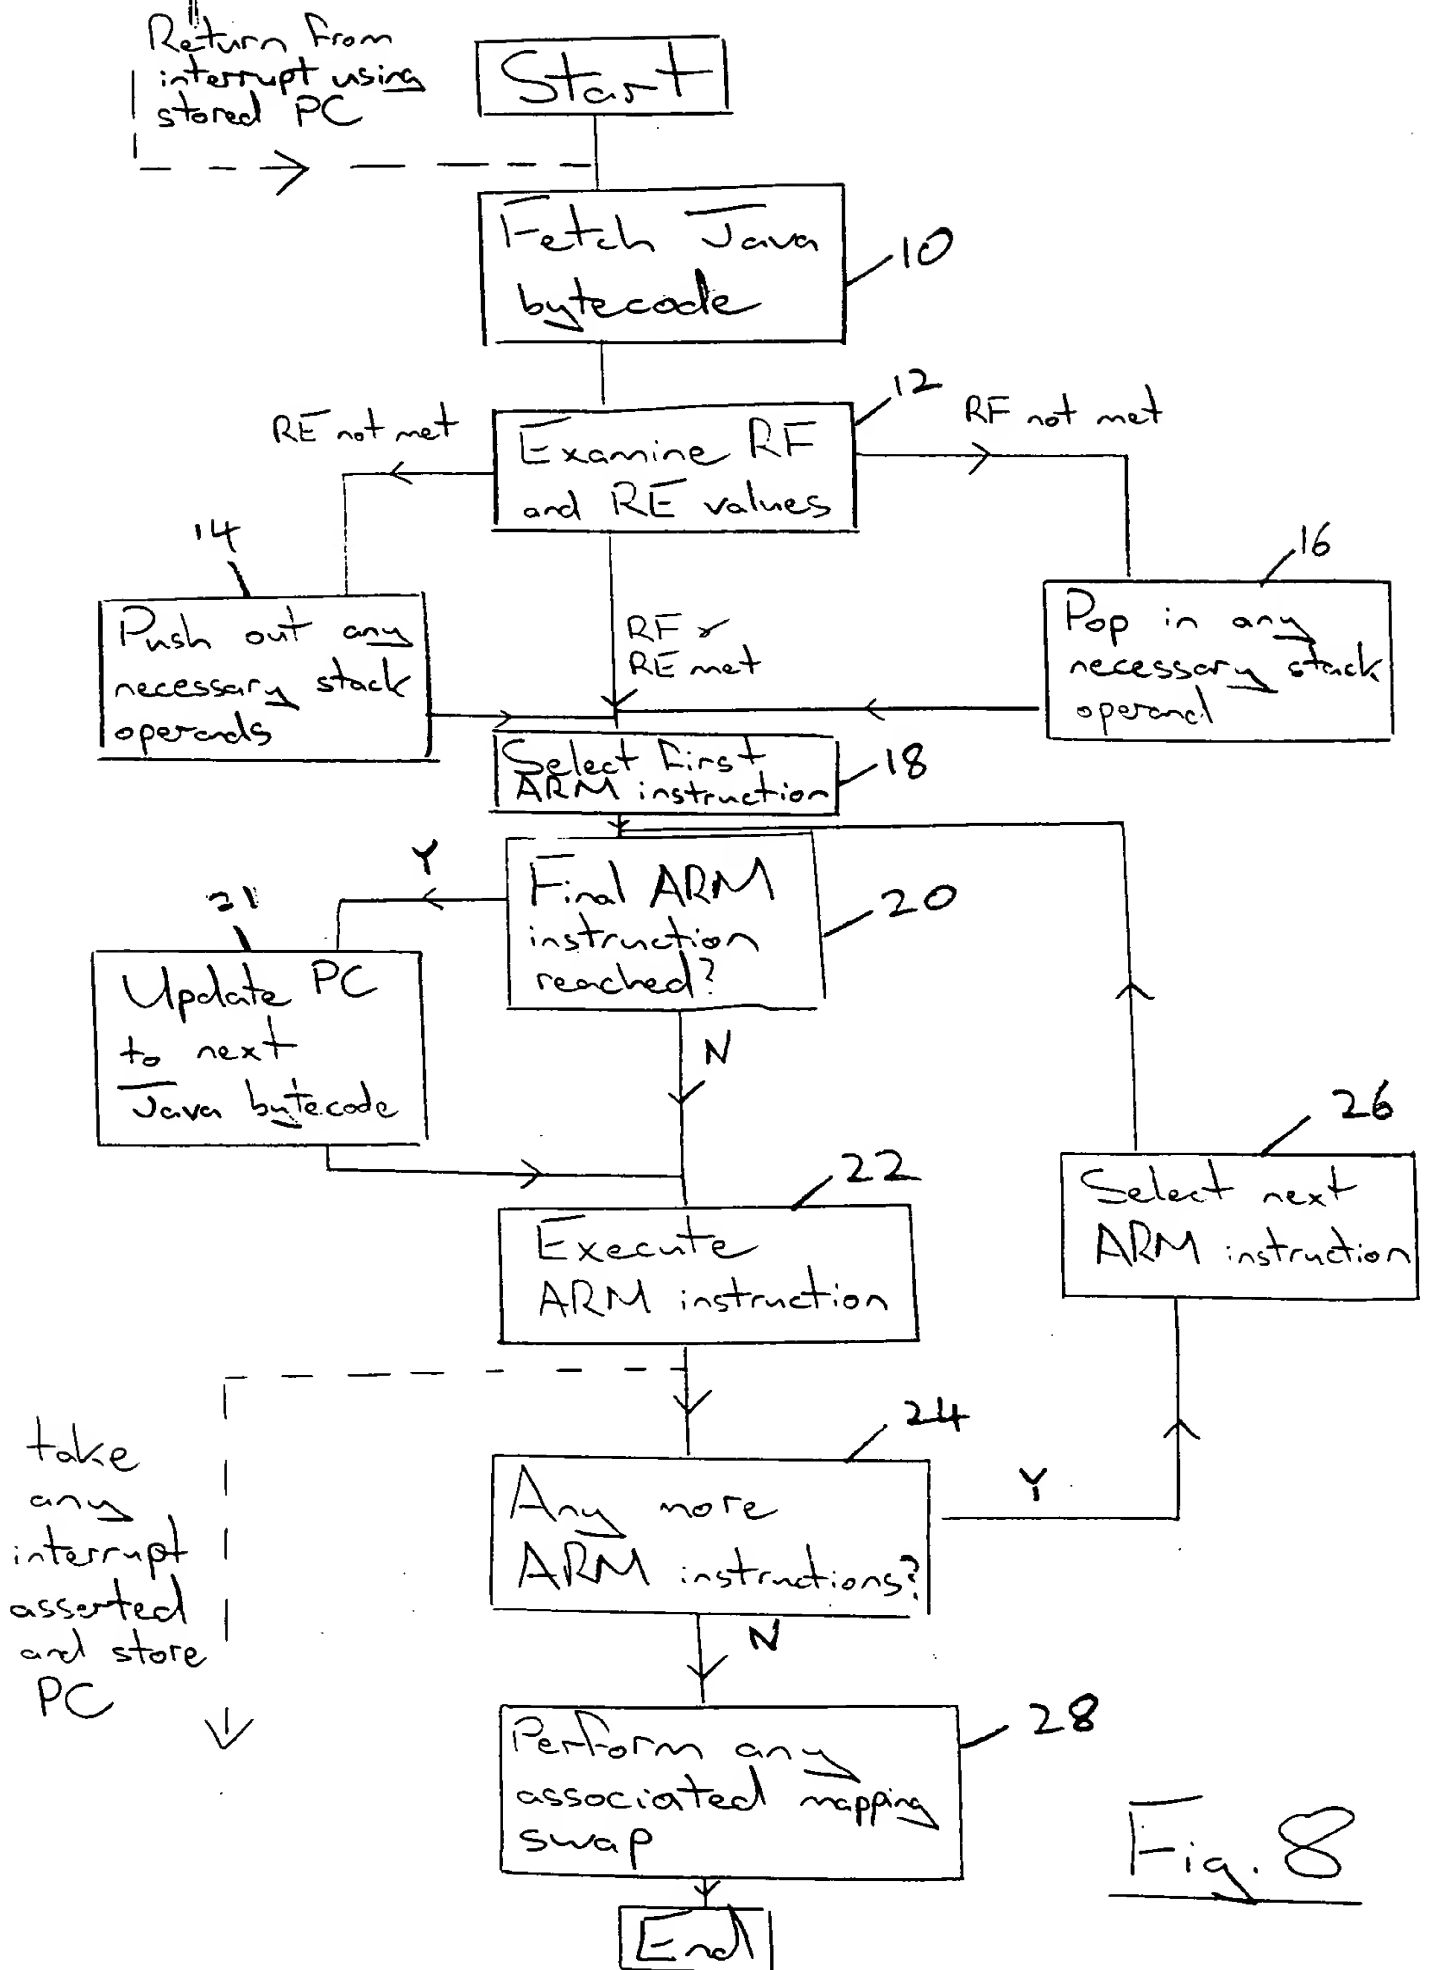 Return from
interrupt using
stored PC
Start
Fetch Java
bytecode
10
12
RE not met
Examine RF
and RE values
RF not met
14
16
Push out any
necessary stack
operands
RF &
RE met
Pop in any
necessary stack
operand
Select First
ARM instruction
18
Y
Final ARM
instruction
reached?
20
21
Update PC
to next
Java bytecode
N
26
22
Select next
ARM instruction
Execute
ARM instruction
take
any
interrupt
asserted
and store
PC
24
Any more
ARM instructions?
Y
N
28
Perform any
associated mapping
swap
Fig. 8
End